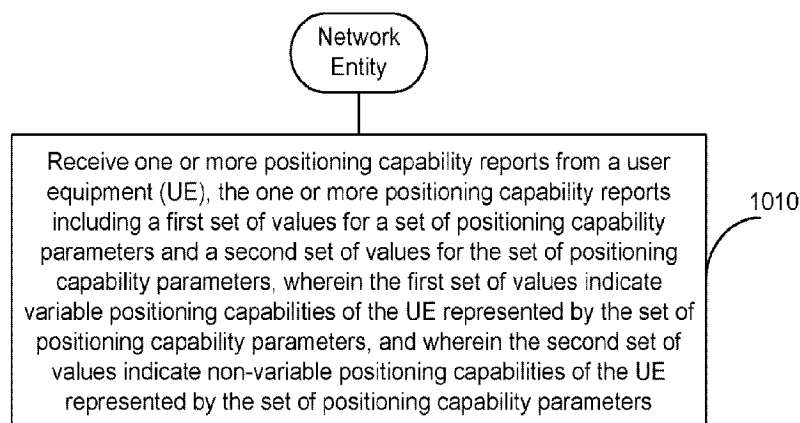 Network
Entity
Receive one or more positioning capability reports from a user
equipment (UE), the one or more positioning capability reports
including a first set of values for a set of positioning capability
parameters and a second set of values for the set of positioning
capability parameters, wherein the first set of values indicate
variable positioning capabilities of the UE represented by the set of
positioning capability parameters, and wherein the second set of
values indicate non-variable positioning capabilities of the UE
represented by the set of positioning capability parameters
1010